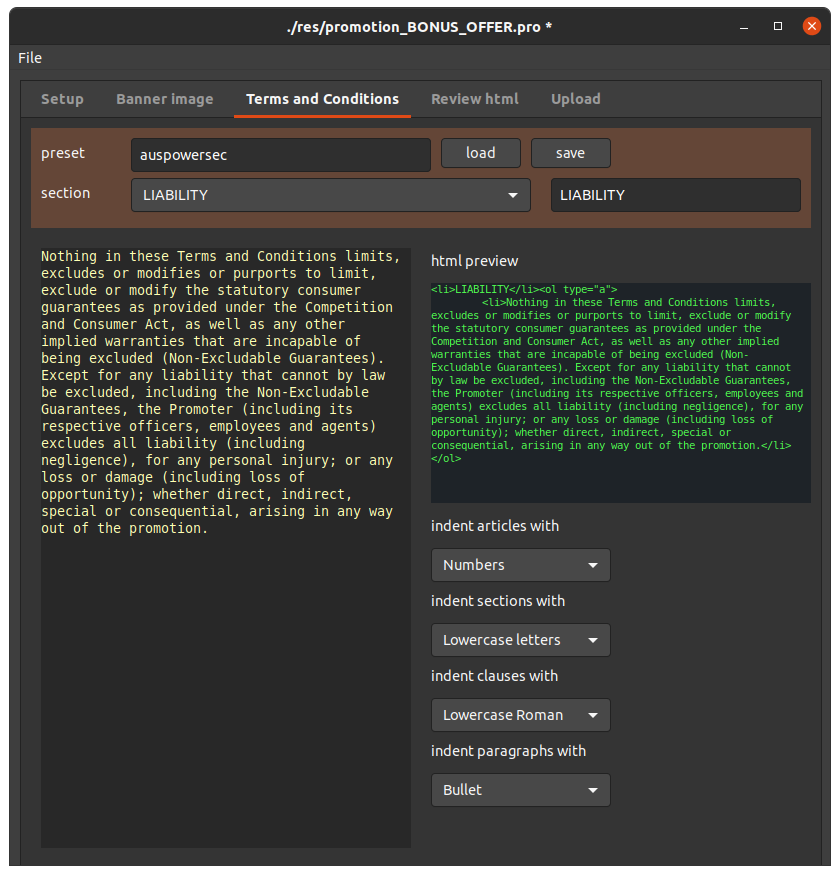 ./res/promotion_BONUS_OFFER.pro *
File
Setup Banner image Terms and Conditions Review html Upload
preset auspowersec load save
section LIABILITY LIABILITY
Nothing in these Terms and Conditions limits,
excludes or modifies or purports to limit,
exclude or modify the statutory consumer
guarantees as provided under the Competition
and Consumer Act, as well as any other
implied warranties that are incapable of
being excluded (Non-Excludable Guarantees).
Except for any liability that cannot by law
be excluded, including the Non-Excludable
Guarantees, the Promoter (including its
respective officers, employees and agents)
excludes all liability (including
negligence), for any personal injury; or any
loss or damage (including loss of
opportunity); whether direct, indirect,
special or consequential, arising in any way
out of the promotion.
html preview
<li>LIABILITY</li><ol type="a">
<li>Nothing in these Terms and Conditions limits,
excludes or modifies or purports to limit, exclude or modify
the statutory consumer guarantees as provided under the
Competition and Consumer Act, as well as any other implied
warranties that are incapable of being excluded (Non-
Excludable Guarantees). Except for any liability that cannot
by law be excluded, including the Non-Excludable Guarantees,
the Promoter (including its respective officers, employees and
agents) excludes all liability (including negligence), for any
personal injury; or any loss or damage (including loss of
opportunity); whether direct, indirect, special or
consequential, arising in any way out of the promotion.</li>
</ol>
indent articles with
Numbers
indent sections with
Lowercase letters
indent clauses with
Lowercase Roman
indent paragraphs with
Bullet